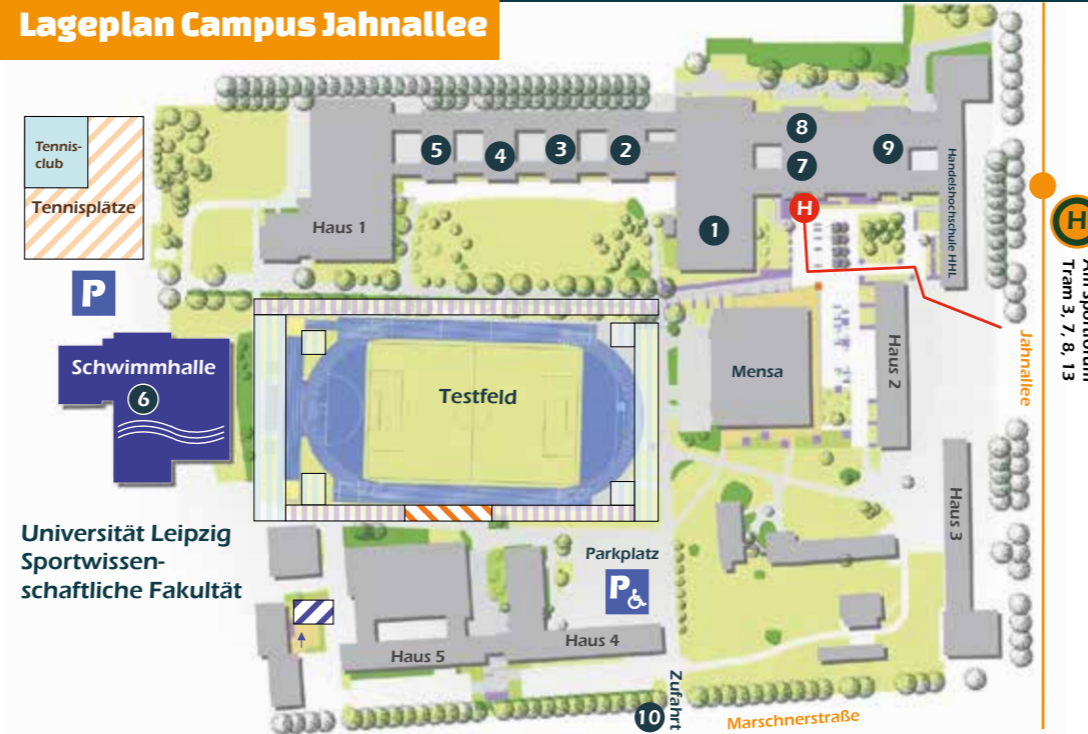 Lageplan Campus Jahnallee
Tennis-
club
Tennisplätze
P
Schwimmhalle
6
Universität Leipzig
Sportwissen-
schaftliche Fakultät
Haus 1
5
4
3
2
1
8
7
9
H
Handelshochschule HHL
H
Am Sportforum
Tram 3, 7, 8, 13
Jahnallee
Testfeld
Mensa
Haus 2
Haus 3
Parkplatz
P
Haus 4
Haus 5
Zufahrt
10
Marschnerstraße